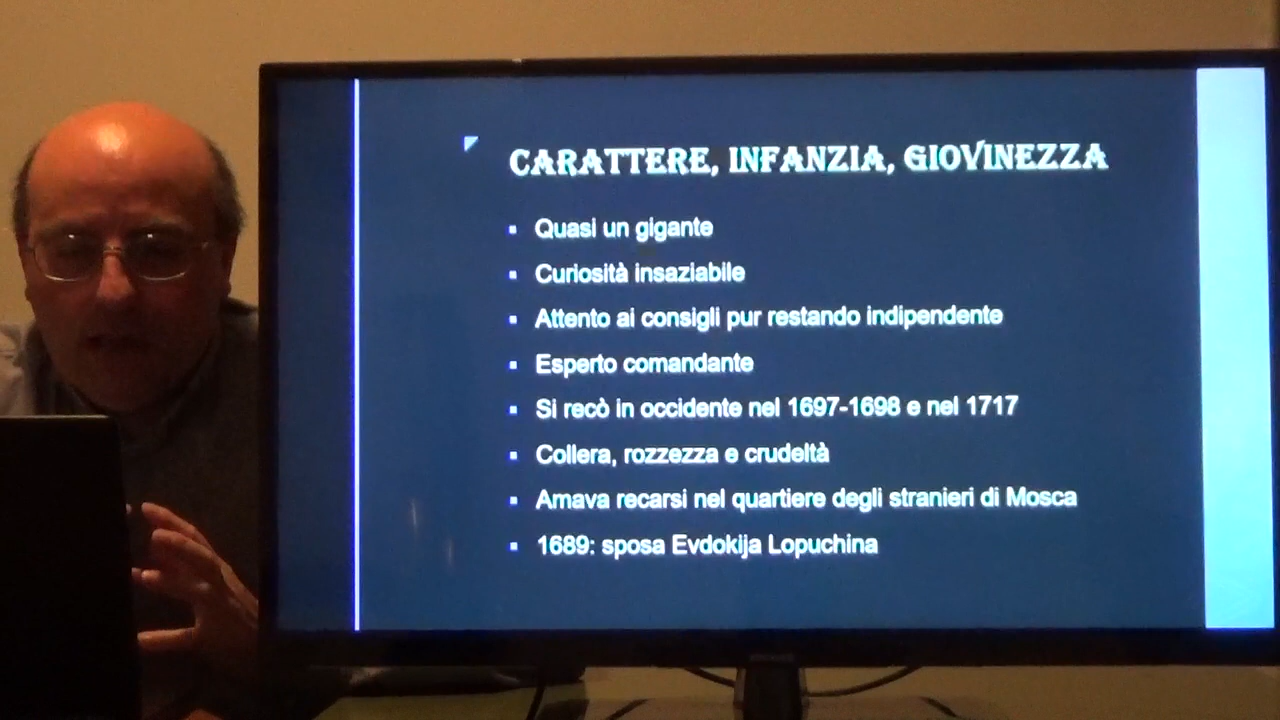 CARATTERE, INFANZIA, GIOVINEZZA
Quasi un gigante
Curiosità insaziabile
Attento ai consigli pur restando indipendente
Esperto comandante
Si recò in occidente nel 1697-1698 e nel 1717
Collera, rozzezza e crudeltà
Amava recarsi nel quartiere degli stranieri di Mosca
1689: sposa Evdokija Lopuchina